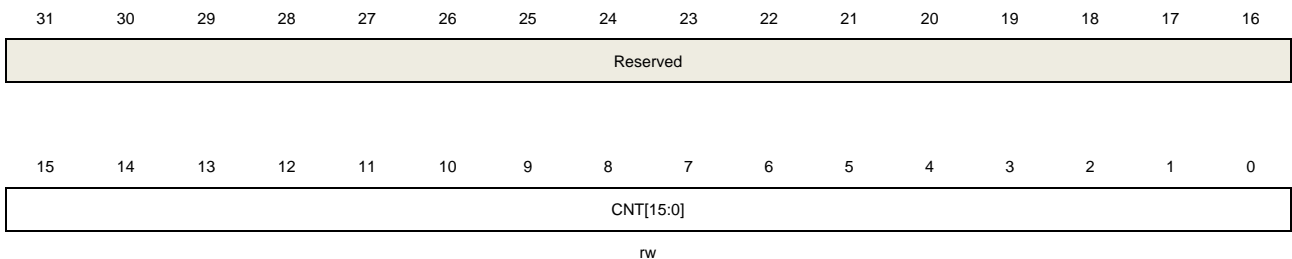 31 30 29 28 27 26 25 24 23 22 21 20 19 18 17 16
Reserved
15 14 13 12 11 10 9 8 7 6 5 4 3 2 1 0
CNT[15:0]
rw